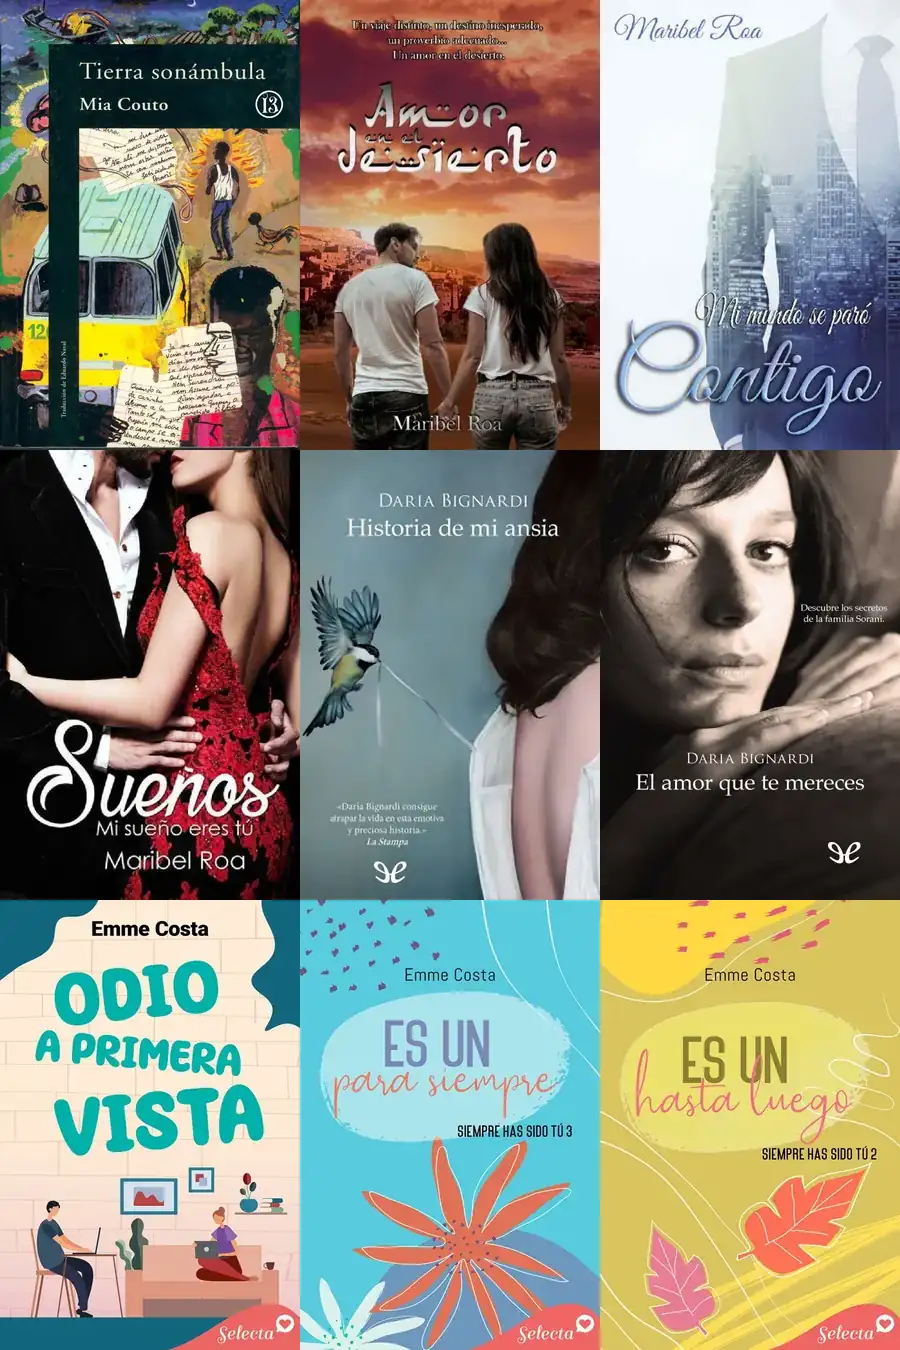 Tierra sonámbula
Mia Couto
13
12
Traducción de Eduardo Naval
Un viaje distinto, un destino inesperado,
un proverbio adecuado...
Un amor en el desierto.
Amor
en el
desierto
Maribel Roa
Maribel Roa
Mi mundo se paró
Contigo
Sueños
Mi sueño eres tú
Maribel Roa
DARIA BIGNARDI
Historia de mi ansia
«Daria Bignardi consigue
atrapar la vida en esta emotiva
y preciosa historia.»
La Stampa
Descubre los secretos
de la familia Sorani.
DARIA BIGNARDI
El amor que te mereces
Emme Costa
ODIO
A PRIMERA
VISTA
Selecta
Emme Costa
ES UN
para siempre
SIEMPRE HAS SIDO TÚ 3
Selecta
Emme Costa
ES UN
hasta luego
SIEMPRE HAS SIDO TÚ 2
Selecta